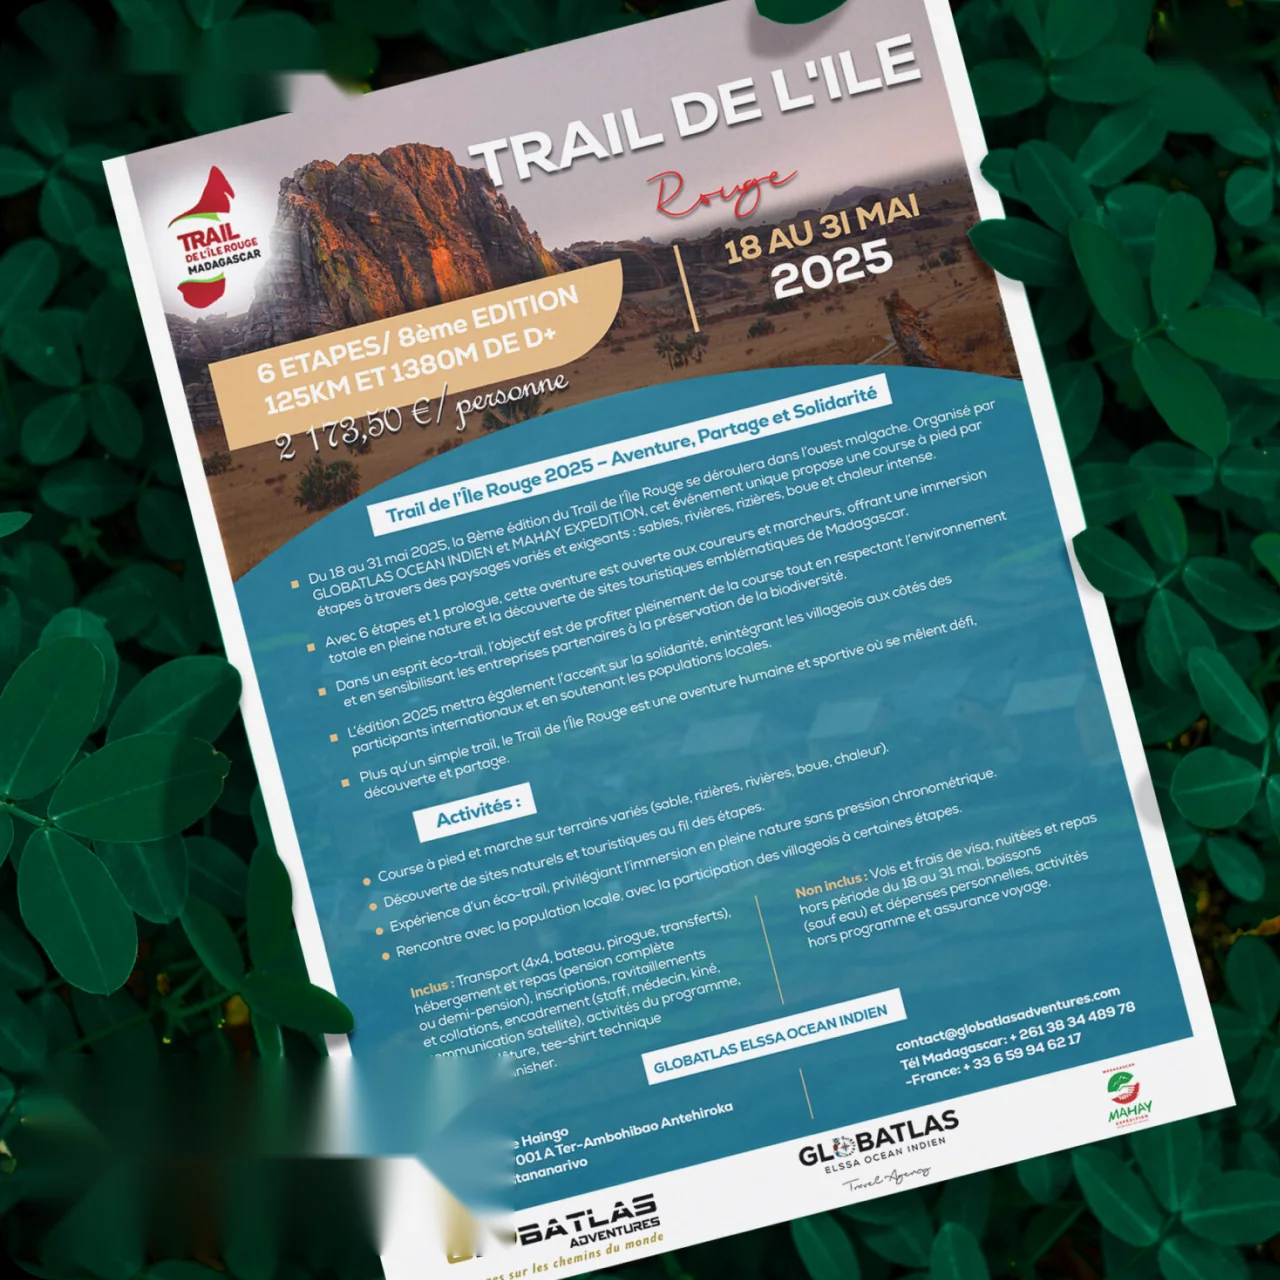 TRAIL DE L'ILE
Rouge
18 AU 31 MAI
2025
TRAIL
DE L'ÎLE ROUGE
MADAGASCAR
6 ETAPES/ 8ème EDITION
125KM ET 1380M DE D+
2 173,50 €/ personne
Trail de l'Île Rouge 2025 – Aventure, Partage et Solidarité
Du 18 au 31 mai 2025, la 8ème édition du Trail de l'Île Rouge se déroulera dans l'ouest malgache. Organisé par
GLOBATLAS OCEAN INDIEN et MAHAY EXPEDITION, cet événement unique propose une course à pied par
étapes à travers des paysages variés et exigeants : sables, rivières, rizières, boue et chaleur intense.
Avec 6 étapes et 1 prologue, cette aventure est ouverte aux coureurs et marcheurs, offrant une immersion
totale en pleine nature et la découverte de sites touristiques emblématiques de Madagascar.
Dans un esprit éco-trail, l'objectif est de profiter pleinement de la course tout en respectant l'environnement
et en sensibilisant les entreprises partenaires à la préservation de la biodiversité.
L'édition 2025 mettra également l'accent sur la solidarité, enintégrant les villageois aux côtés des
participants internationaux et en soutenant les populations locales.
Plus qu'un simple trail, le Trail de l'Île Rouge est une aventure humaine et sportive où se mêlent défi,
découverte et partage.
Activités :
Course à pied et marche sur terrains variés (sable, rizières, rivières, boue, chaleur).
Découverte de sites naturels et touristiques au fil des étapes.
Expérience d'un éco-trail, privilégiant l'immersion en pleine nature sans pression chronométrique.
Rencontre avec la population locale, avec la participation des villageois à certaines étapes.
Inclus : Transport (4x4, bateau, pirogue, transferts),
hébergement et repas (pension complète
ou demi-pension), inscriptions, ravitaillements
et collations, encadrement (staff, médecin, kiné,
communication satellite), activités du programme,
ôture, tee-shirt technique
nisher.
Non inclus : Vols et frais de visa, nuitées et repas
hors période du 18 au 31 mai, boissons
(sauf eau) et dépenses personnelles, activités
hors programme et assurance voyage.
GLOBATLAS ELSSA OCEAN INDIEN
e Haingo
001 A Ter-Ambohibao Antehiroka
tananarivo
contact@globatlasadventures.com
Tél Madagascar: + 261 38 34 489 78
-France: + 33 6 59 94 62 17
OBATLAS
ADVENTURES
es sur les chemins du monde
GLOBATLAS
ELSSA OCEAN INDIEN
Travel Agency
MADAGASCAR
MAHAY
EXPEDITION